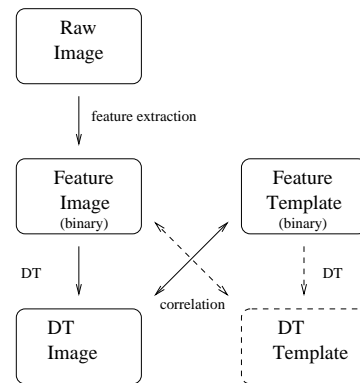 Raw
Image
feature extraction
Feature
Image
(binary)
Feature
Template
(binary)
DT
DT
correlation
DT
Image
DT
Template